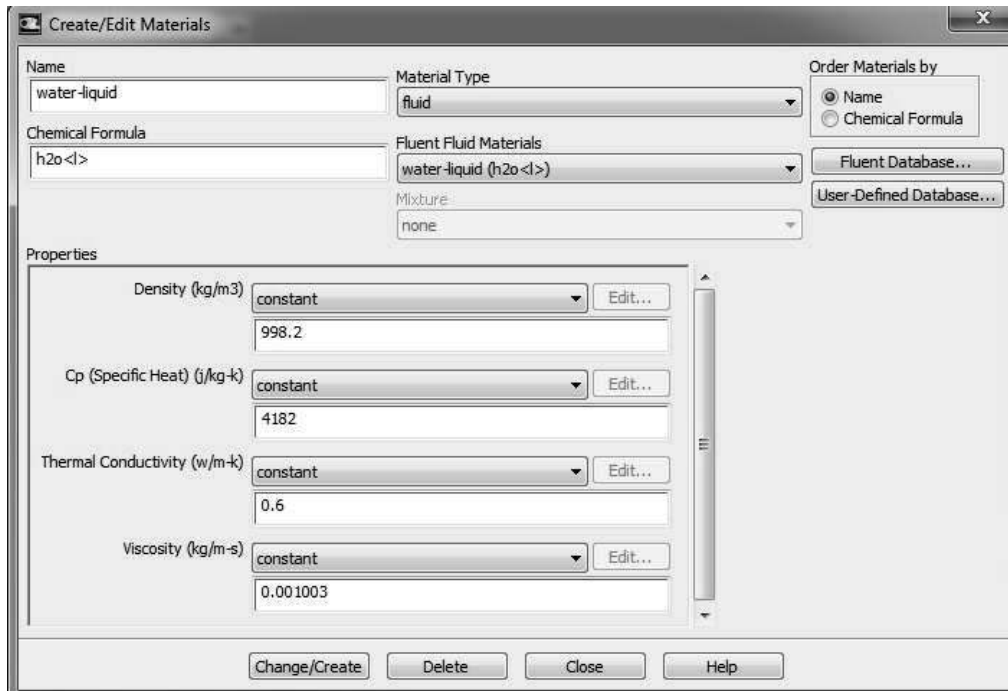 Create/Edit Materials
x
Name
water-liquid
Material Type
fluid
Order Materials by
Name
Chemical Formula
Chemical Formula
h2o<l>
Fluent Fluid Materials
water-liquid (h2o<l>)
Fluent Database...
User-Defined Database...
Mixture
none
Properties
Density (kg/m3) constant Edit...
998.2
Cp (Specific Heat) (j/kg-k) constant Edit...
4182
Thermal Conductivity (w/m-k) constant Edit...
0.6
Viscosity (kg/m-s) constant Edit...
0.001003
Change/Create Delete Close Help